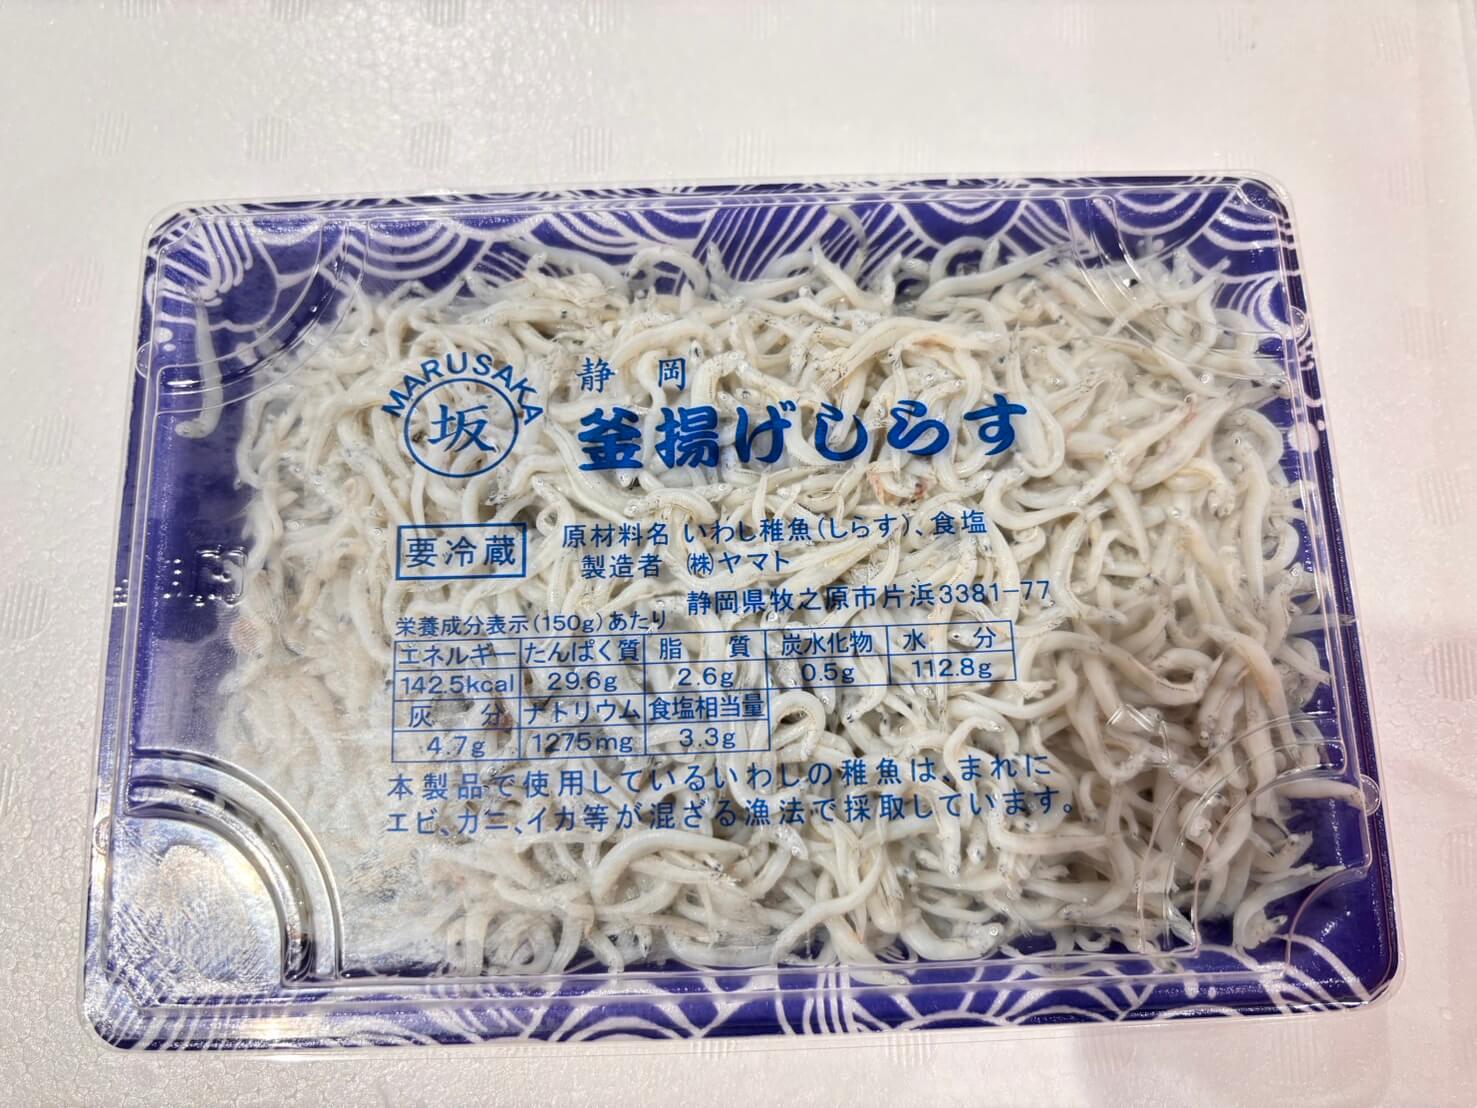 MARUSAKA
坂
静岡
釜揚げしらす
要冷蔵
原材料名 いわし稚魚(しらす)、食塩
製造者 ㈱ヤマト
静岡県牧之原市片浜3381-77
栄養成分表示(150g)あたり
エネルギー たんぱく質 脂質 炭水化物 水分
142.5kcal 29.6g 2.6g 0.5g 112.8g
灰分 ナトリウム 食塩相当量
4.7g 1275mg 3.3g
本製品で使用しているいわしの稚魚は、まれに
エビ、カニ、イカ等が混ざる漁法で採取しています。